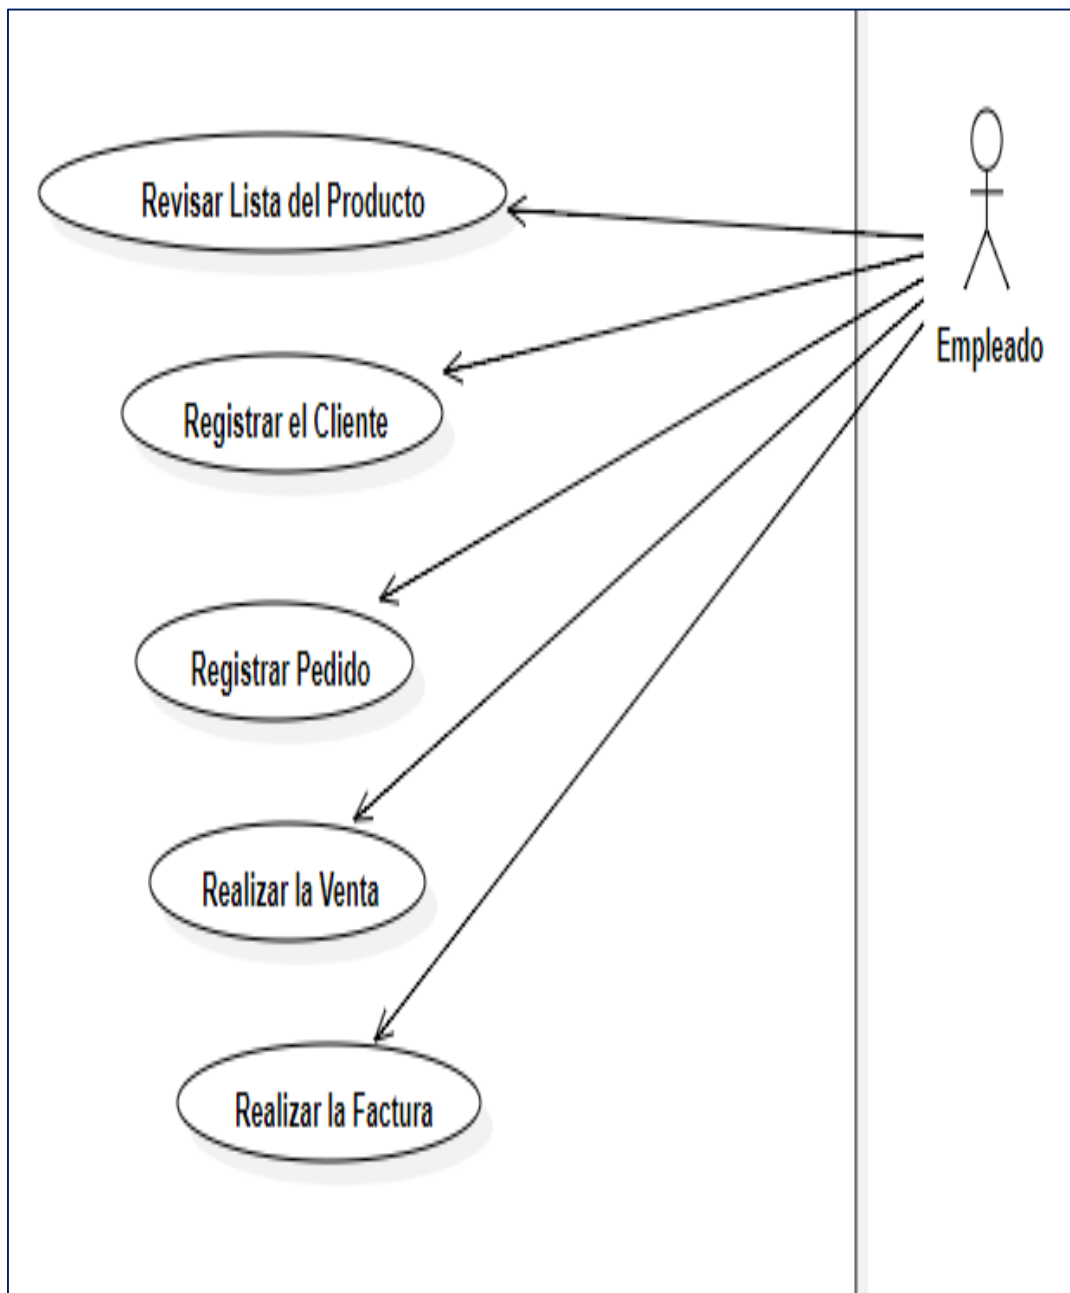 Revisar Lista del Producto
Empleado
Registrar el Cliente
Registrar Pedido
Realizar la Venta
Realizar la Factura